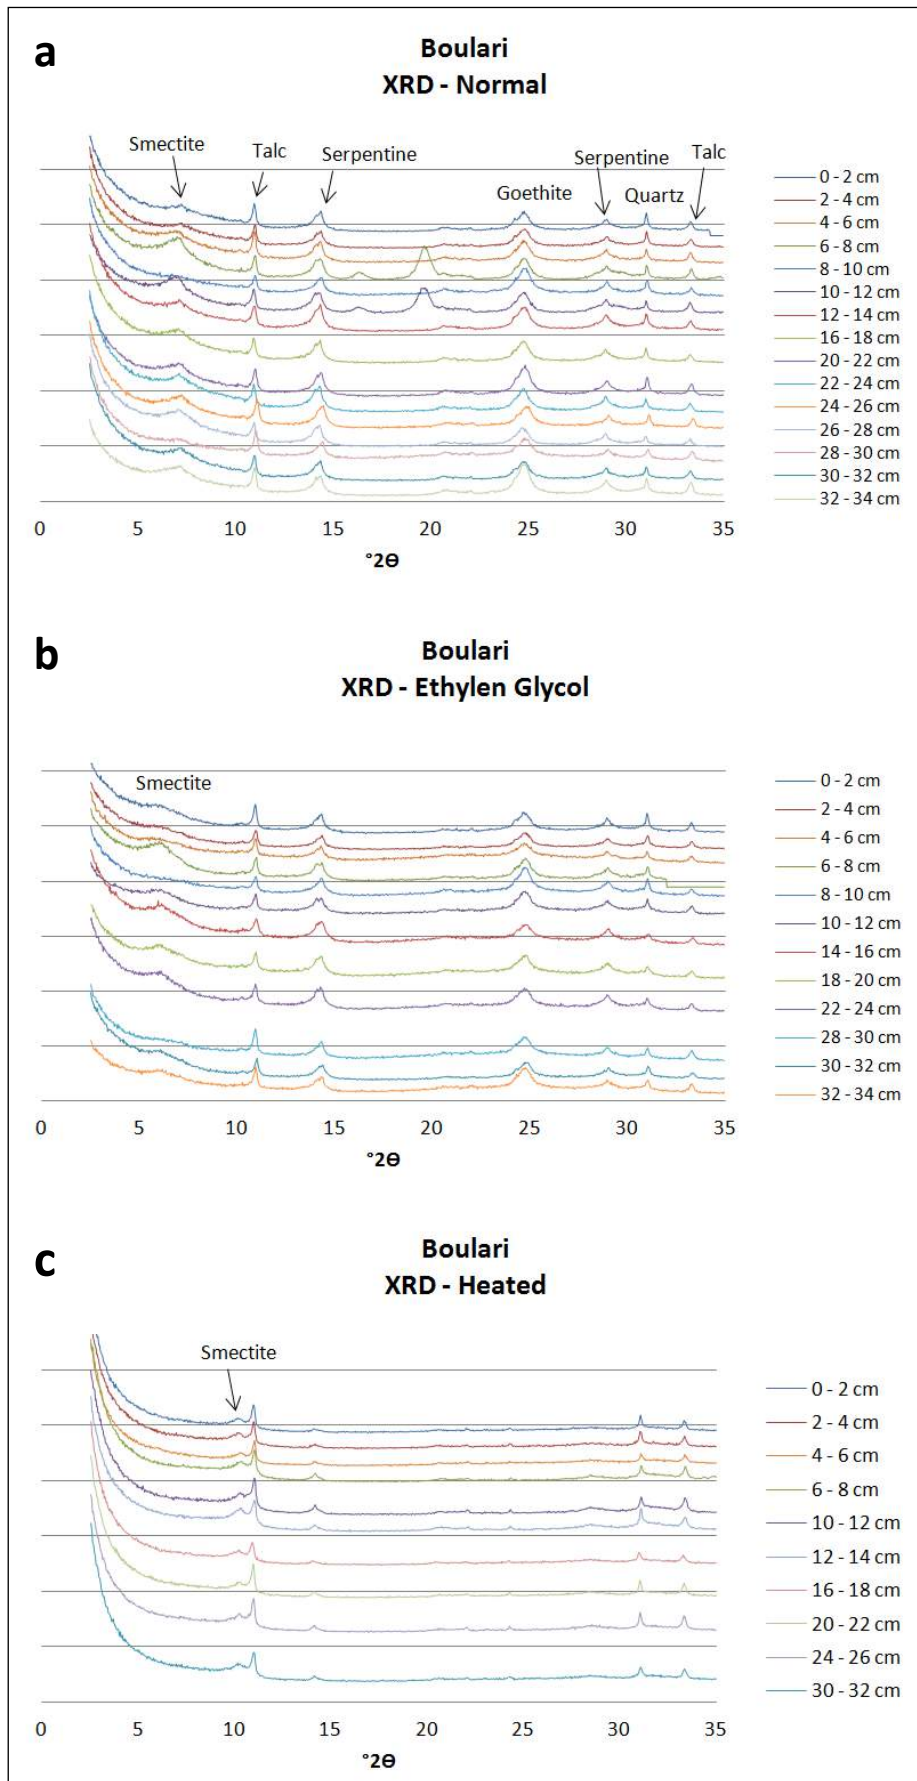 a
Boulari
XRD - Normal
Smectite
Talc
Serpentine
Goethite
Serpentine
Quartz
Talc
0 - 2 cm
2 - 4 cm
4 - 6 cm
6 - 8 cm
8 - 10 cm
10 - 12 cm
12 - 14 cm
16 - 18 cm
20 - 22 cm
22 - 24 cm
24 - 26 cm
26 - 28 cm
28 - 30 cm
30 - 32 cm
32 - 34 cm
0 5 10 15 20 25 30 35
°2Θ
b
Boulari
XRD - Ethylen Glycol
Smectite
0 - 2 cm
2 - 4 cm
4 - 6 cm
6 - 8 cm
8 - 10 cm
10 - 12 cm
14 - 16 cm
18 - 20 cm
22 - 24 cm
28 - 30 cm
30 - 32 cm
32 - 34 cm
0 5 10 15 20 25 30 35
°2Θ
c
Boulari
XRD - Heated
Smectite
0 - 2 cm
2 - 4 cm
4 - 6 cm
6 - 8 cm
10 - 12 cm
12 - 14 cm
16 - 18 cm
20 - 22 cm
24 - 26 cm
30 - 32 cm
0 5 10 15 20 25 30 35
°2Θ